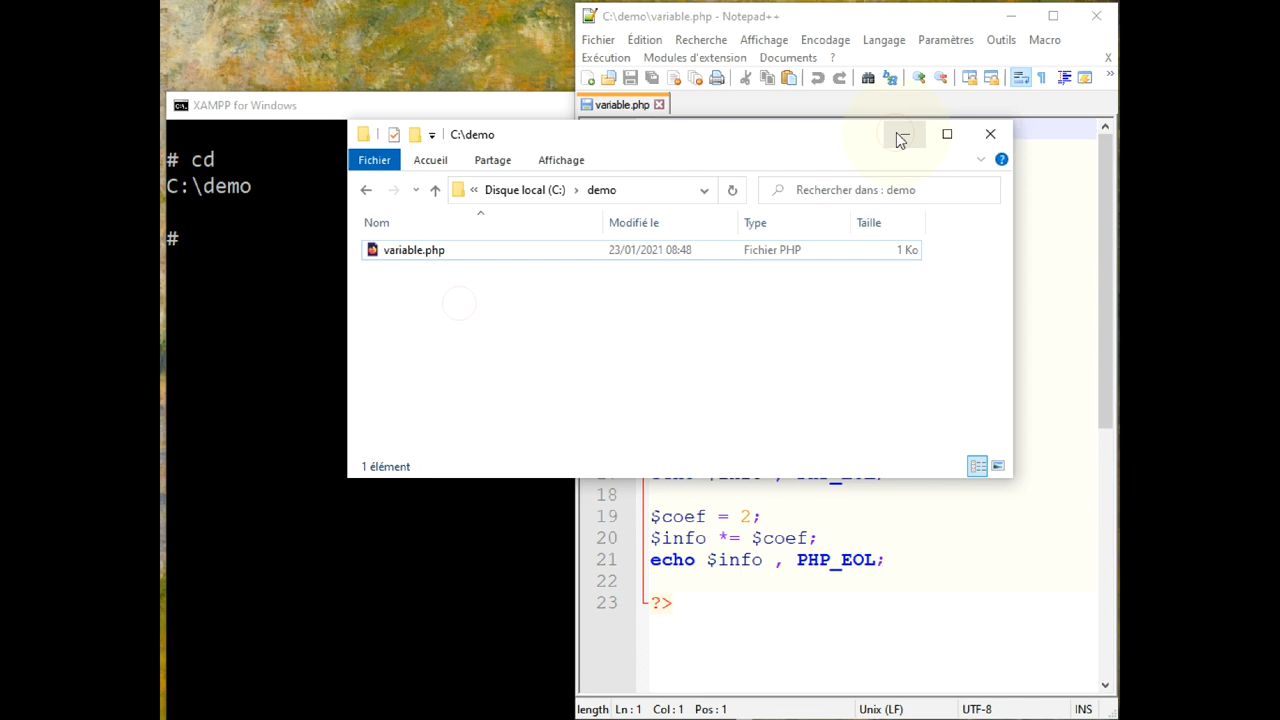 C:\demo\variable.php - Notepad++
Fichier Édition Recherche Affichage Encodage Langage Paramètres Outils Macro
Exécution Modules d'extension Documents ? X
variable.php
XAMPP for Windows
# cd
C:\demo
#
C:\demo
Fichier Accueil Partage Affichage
« Disque local (C:) › demo
Rechercher dans : demo
Nom Modifié le Type Taille
variable.php 23/01/2021 08:48 Fichier PHP 1 Ko
1 élément
18
19 $coef = 2;
20 $info *= $coef;
21 echo $info , PHP_EOL;
22
23 ?>
length Ln : 1 Col : 1 Pos : 1 Unix (LF) UTF-8 INS